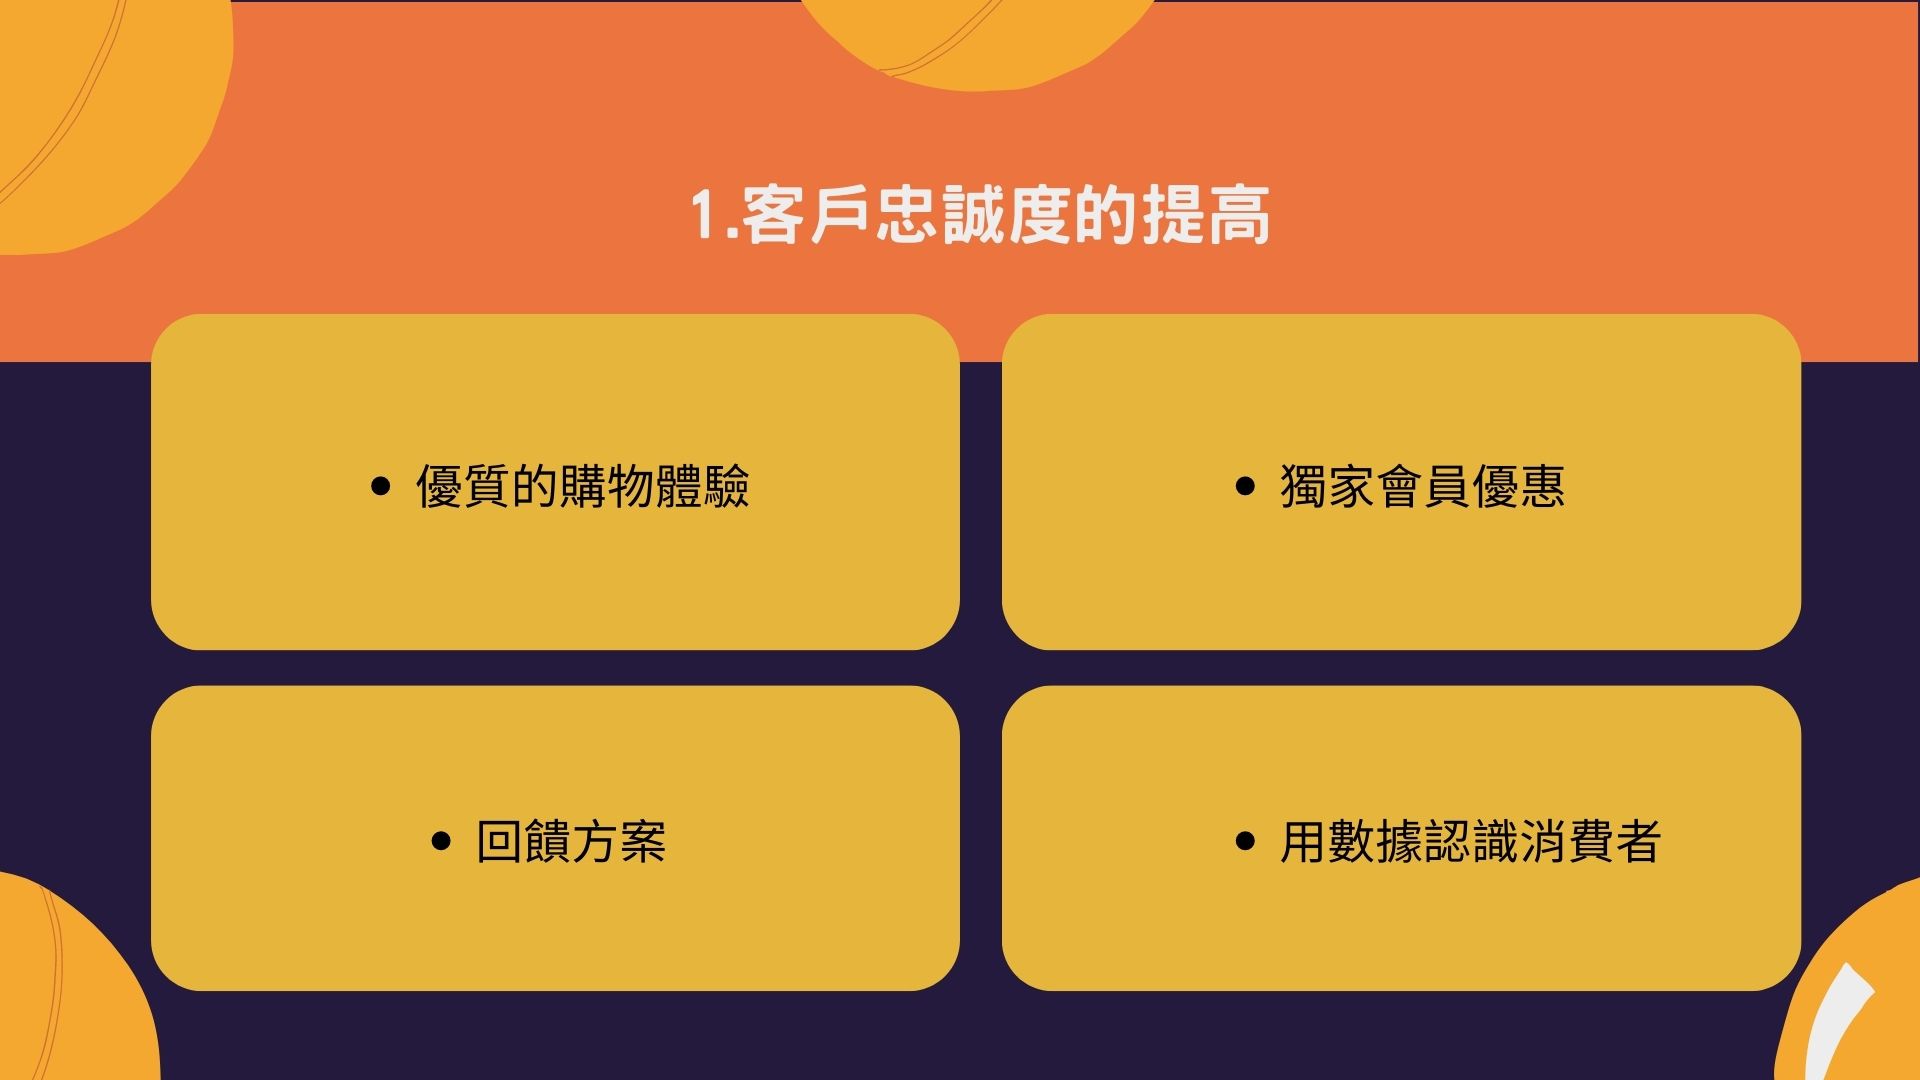 1.客戶忠誠度的提高
• 優質的購物體驗
• 獨家會員優惠
• 回饋方案
• 用數據認識消費者